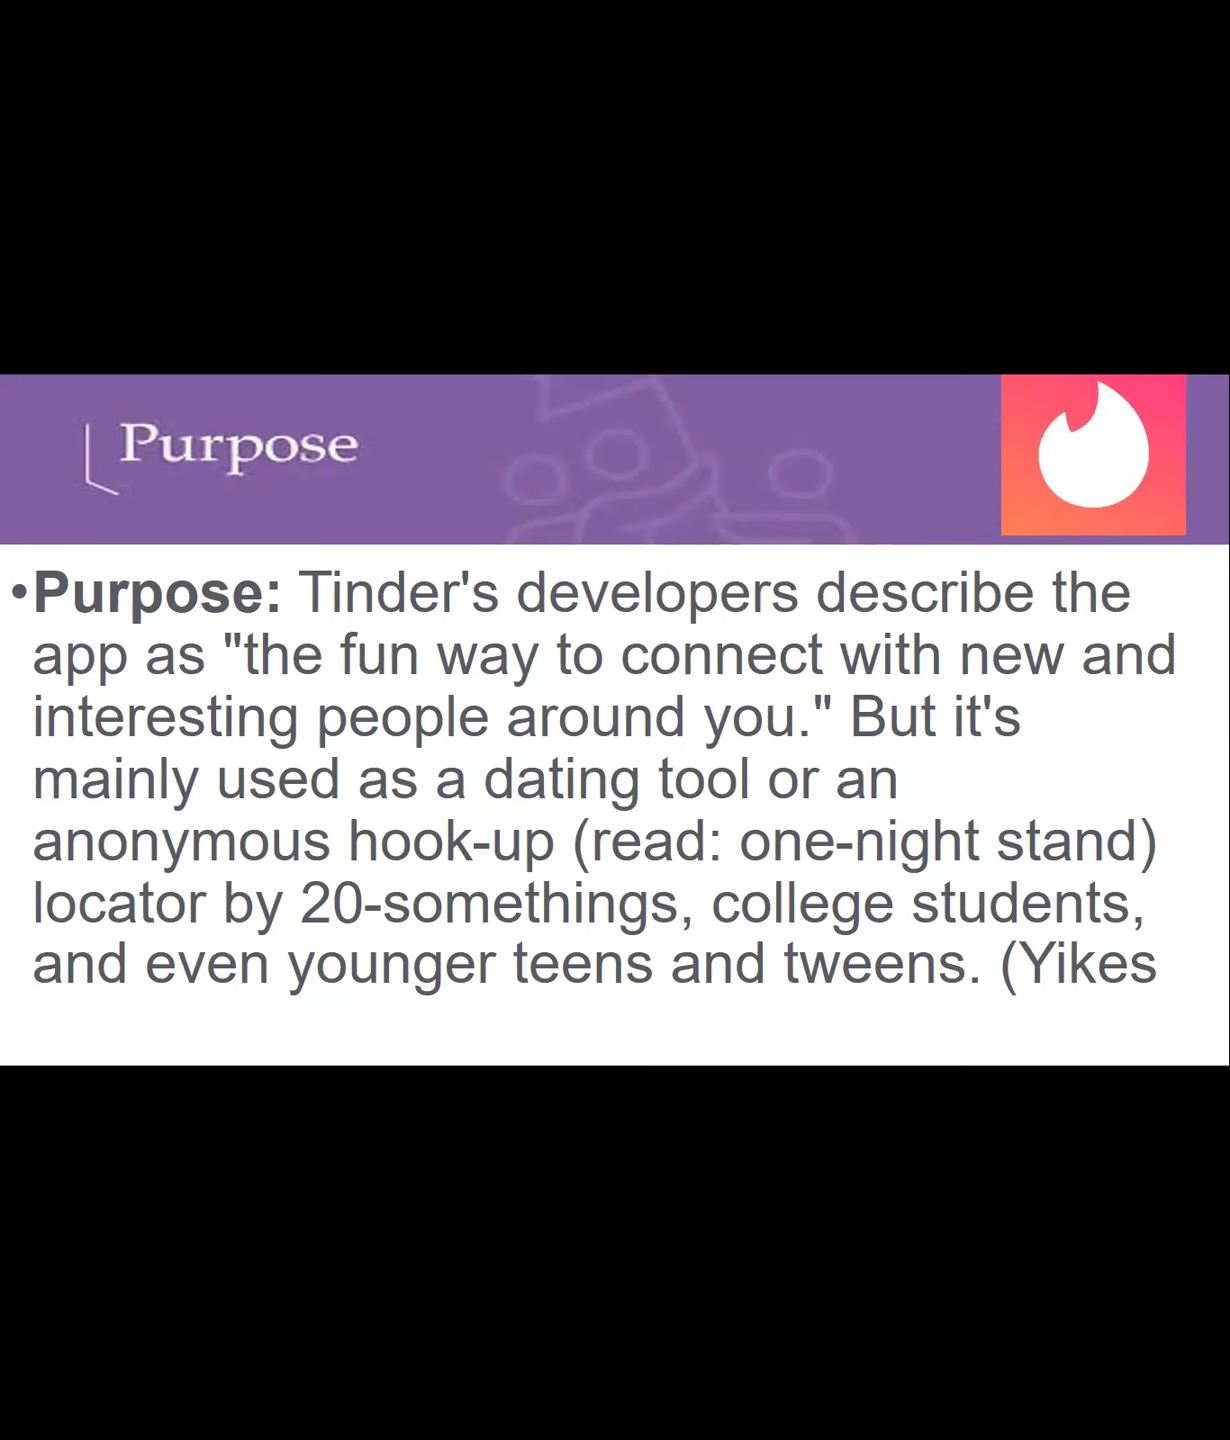 Purpose
•Purpose: Tinder's developers describe the
app as "the fun way to connect with new and
interesting people around you." But it's
mainly used as a dating tool or an
anonymous hook-up (read: one-night stand)
locator by 20-somethings, college students,
and even younger teens and tweens. (Yikes